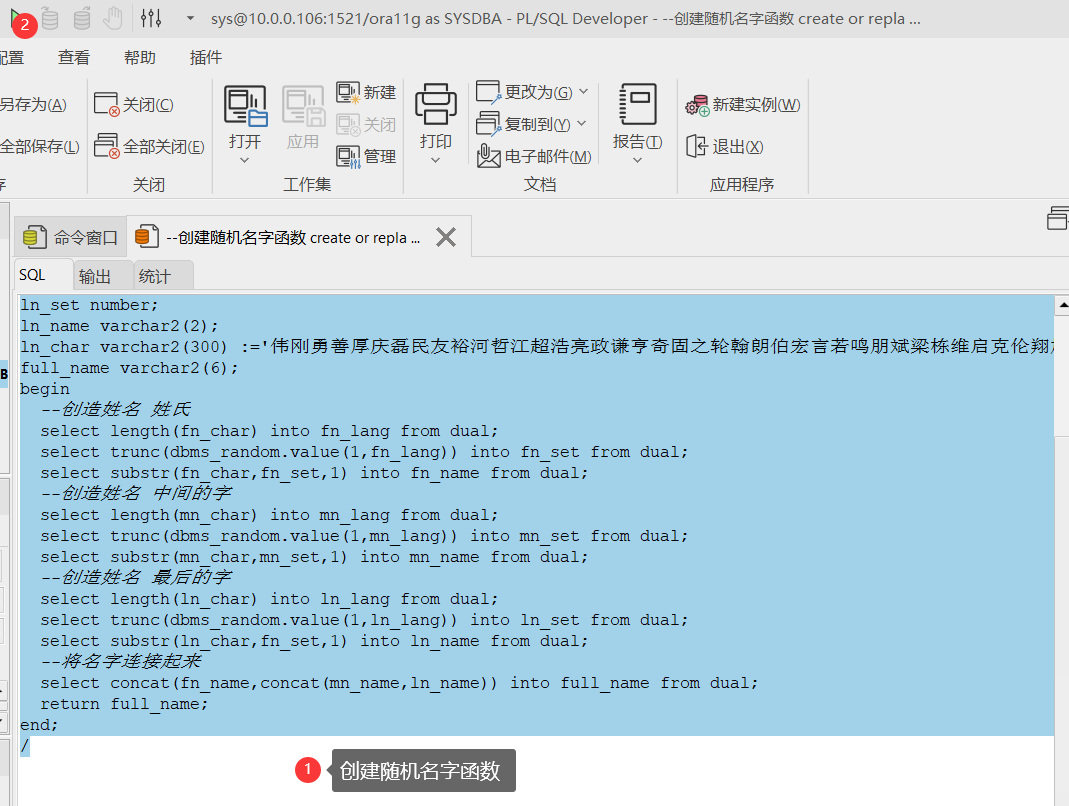 2
sys@10.0.0.106:1521/ora11g as SYSDBA - PL/SQL Developer - --创建随机名字函数 create or repla ...
配置 查看 帮助 插件
另存为(A)
全部保存(L)
存
关闭(C)
全部关闭(E)
关闭
打开
应用
新建
关闭
管理
工作集
打印
更改为(G)
复制到(Y)
电子邮件(M)
报告(T)
文档
新建实例(W)
退出(X)
应用程序
命令窗口
--创建随机名字函数 create or repla ...
SQL 输出 统计
B
ln_set number;
ln_name varchar2(2);
ln_char varchar2(300) :='伟刚勇善厚庆磊民友裕河哲江超浩亮政谦亨奇固之轮翰朗伯宏言若鸣朋斌梁栋维启克伦翔
full_name varchar2(6);
begin
--创造姓名 姓氏
select length(fn_char) into fn_lang from dual;
select trunc(dbms_random.value(1,fn_lang)) into fn_set from dual;
select substr(fn_char,fn_set,1) into fn_name from dual;
--创造姓名 中间的字
select length(mn_char) into mn_lang from dual;
select trunc(dbms_random.value(1,mn_lang)) into mn_set from dual;
select substr(mn_char,mn_set,1) into mn_name from dual;
--创造姓名 最后的字
select length(ln_char) into ln_lang from dual;
select trunc(dbms_random.value(1,ln_lang)) into ln_set from dual;
select substr(ln_char,fn_set,1) into ln_name from dual;
--将名字连接起来
select concat(fn_name,concat(mn_name,ln_name)) into full_name from dual;
return full_name;
end;
/
1 创建随机名字函数